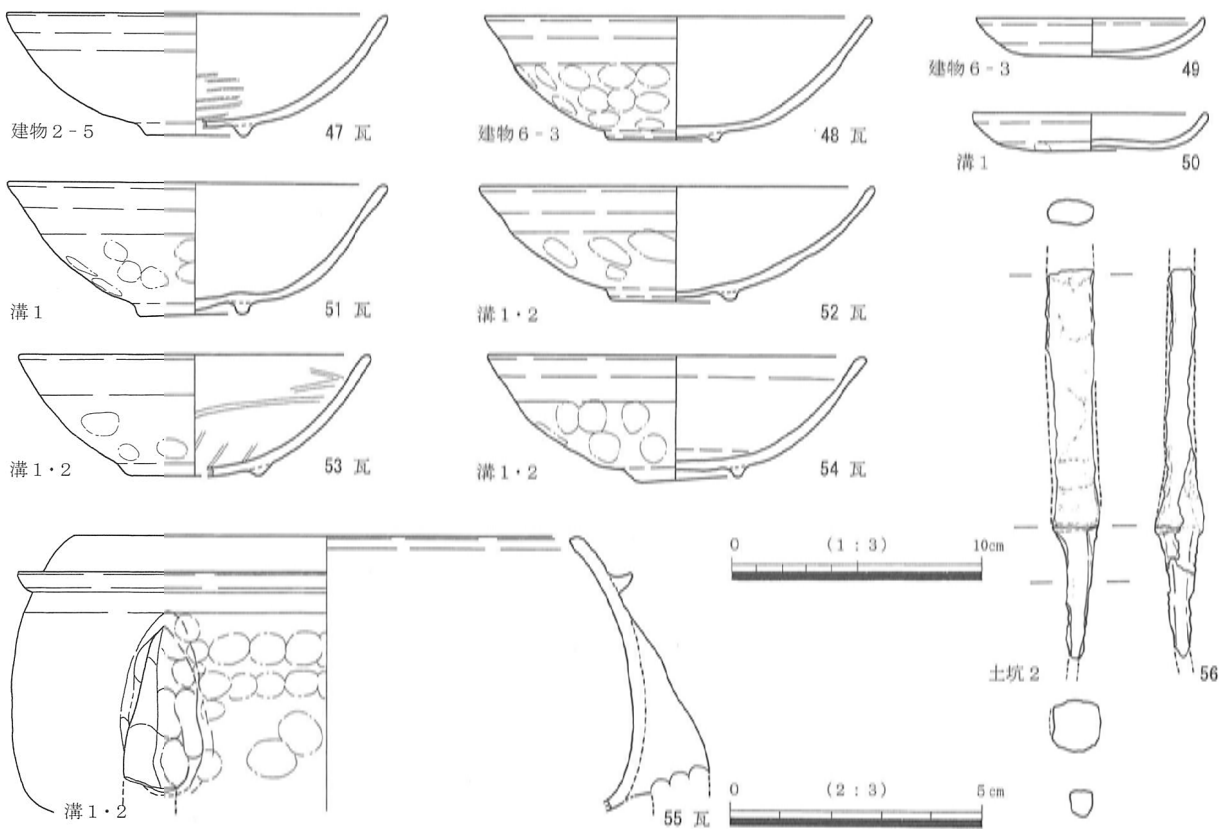 建物2-5
47 瓦
建物6-3
48 瓦
建物6-3
49
溝1
50
溝1
51 瓦
溝1・2
52 瓦
溝1・2
53 瓦
溝1・2
54 瓦
溝1・2
55 瓦
0 (1:3) 10cm
0 (2:3) 5cm
土坑2
56